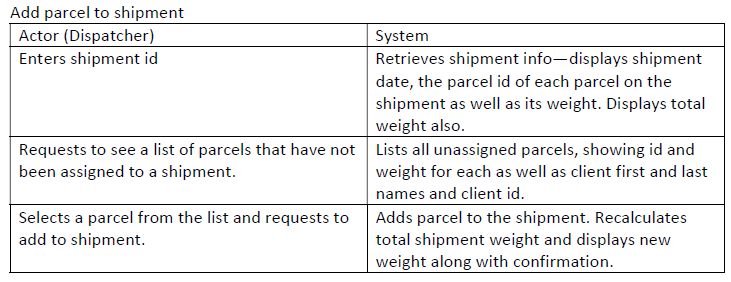 Add parcel to shipment
Actor (Dispatcher)
System
Enters shipment id
Retrieves shipment info—displays shipment
date, the parcel id of each parcel on the
shipment as well as its weight. Displays total
weight also.
Requests to see a list of parcels that have not
been assigned to a shipment.
Lists all unassigned parcels, showing id and
weight for each as well as client first and last
names and client id.
Selects a parcel from the list and requests to
add to shipment.
Adds parcel to the shipment. Recalculates
total shipment weight and displays new
weight along with confirmation.